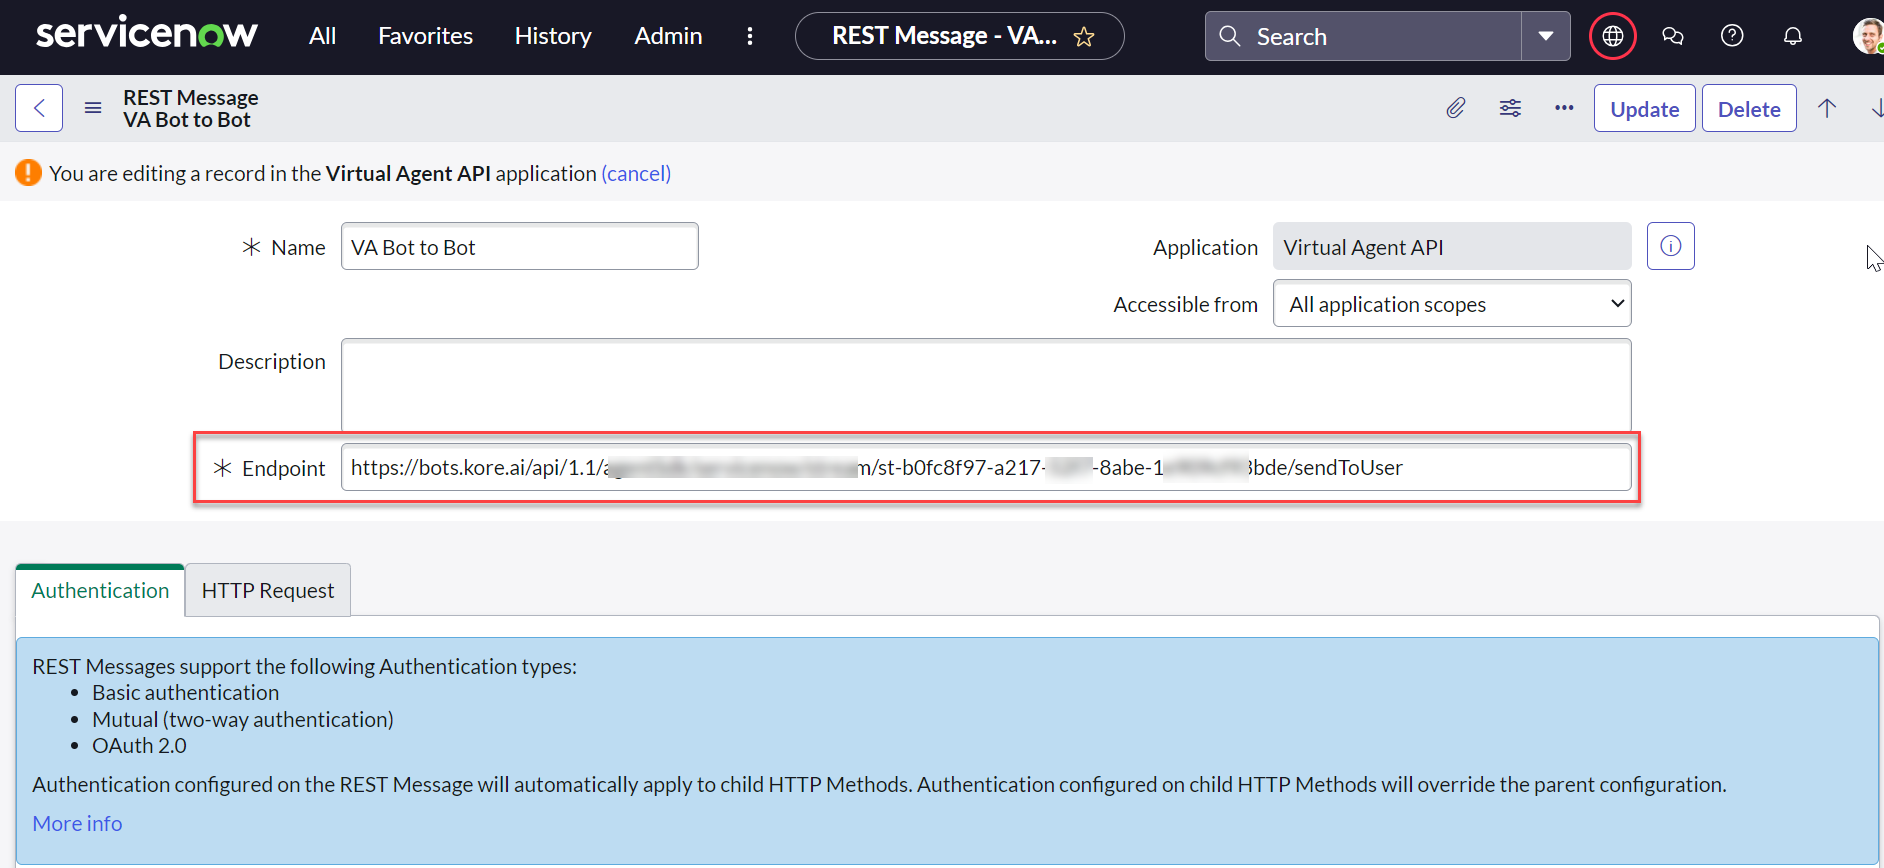 servicenow All Favorites History Admin REST Message - VA... Search
REST Message
VA Bot to Bot
Update Delete
You are editing a record in the Virtual Agent API application (cancel)
Name VA Bot to Bot
Application Virtual Agent API
Accessible from All application scopes
Description
Endpoint https://bots.kore.ai/api/1.1/ m/st-b0fc8f97-a217- -8abe-1 bde/sendToUser
Authentication HTTP Request
REST Messages support the following Authentication types:
• Basic authentication
• Mutual (two-way authentication)
• OAuth 2.0
Authentication configured on the REST Message will automatically apply to child HTTP Methods. Authentication configured on child HTTP Methods will override the parent configuration.
More info